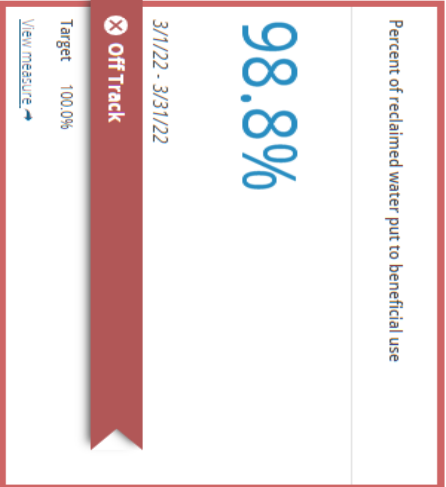 Percent of reclaimed water put to beneficial use
98.8%
3/1/22 - 3/31/22
Off Track
Target 100.0%
View measure